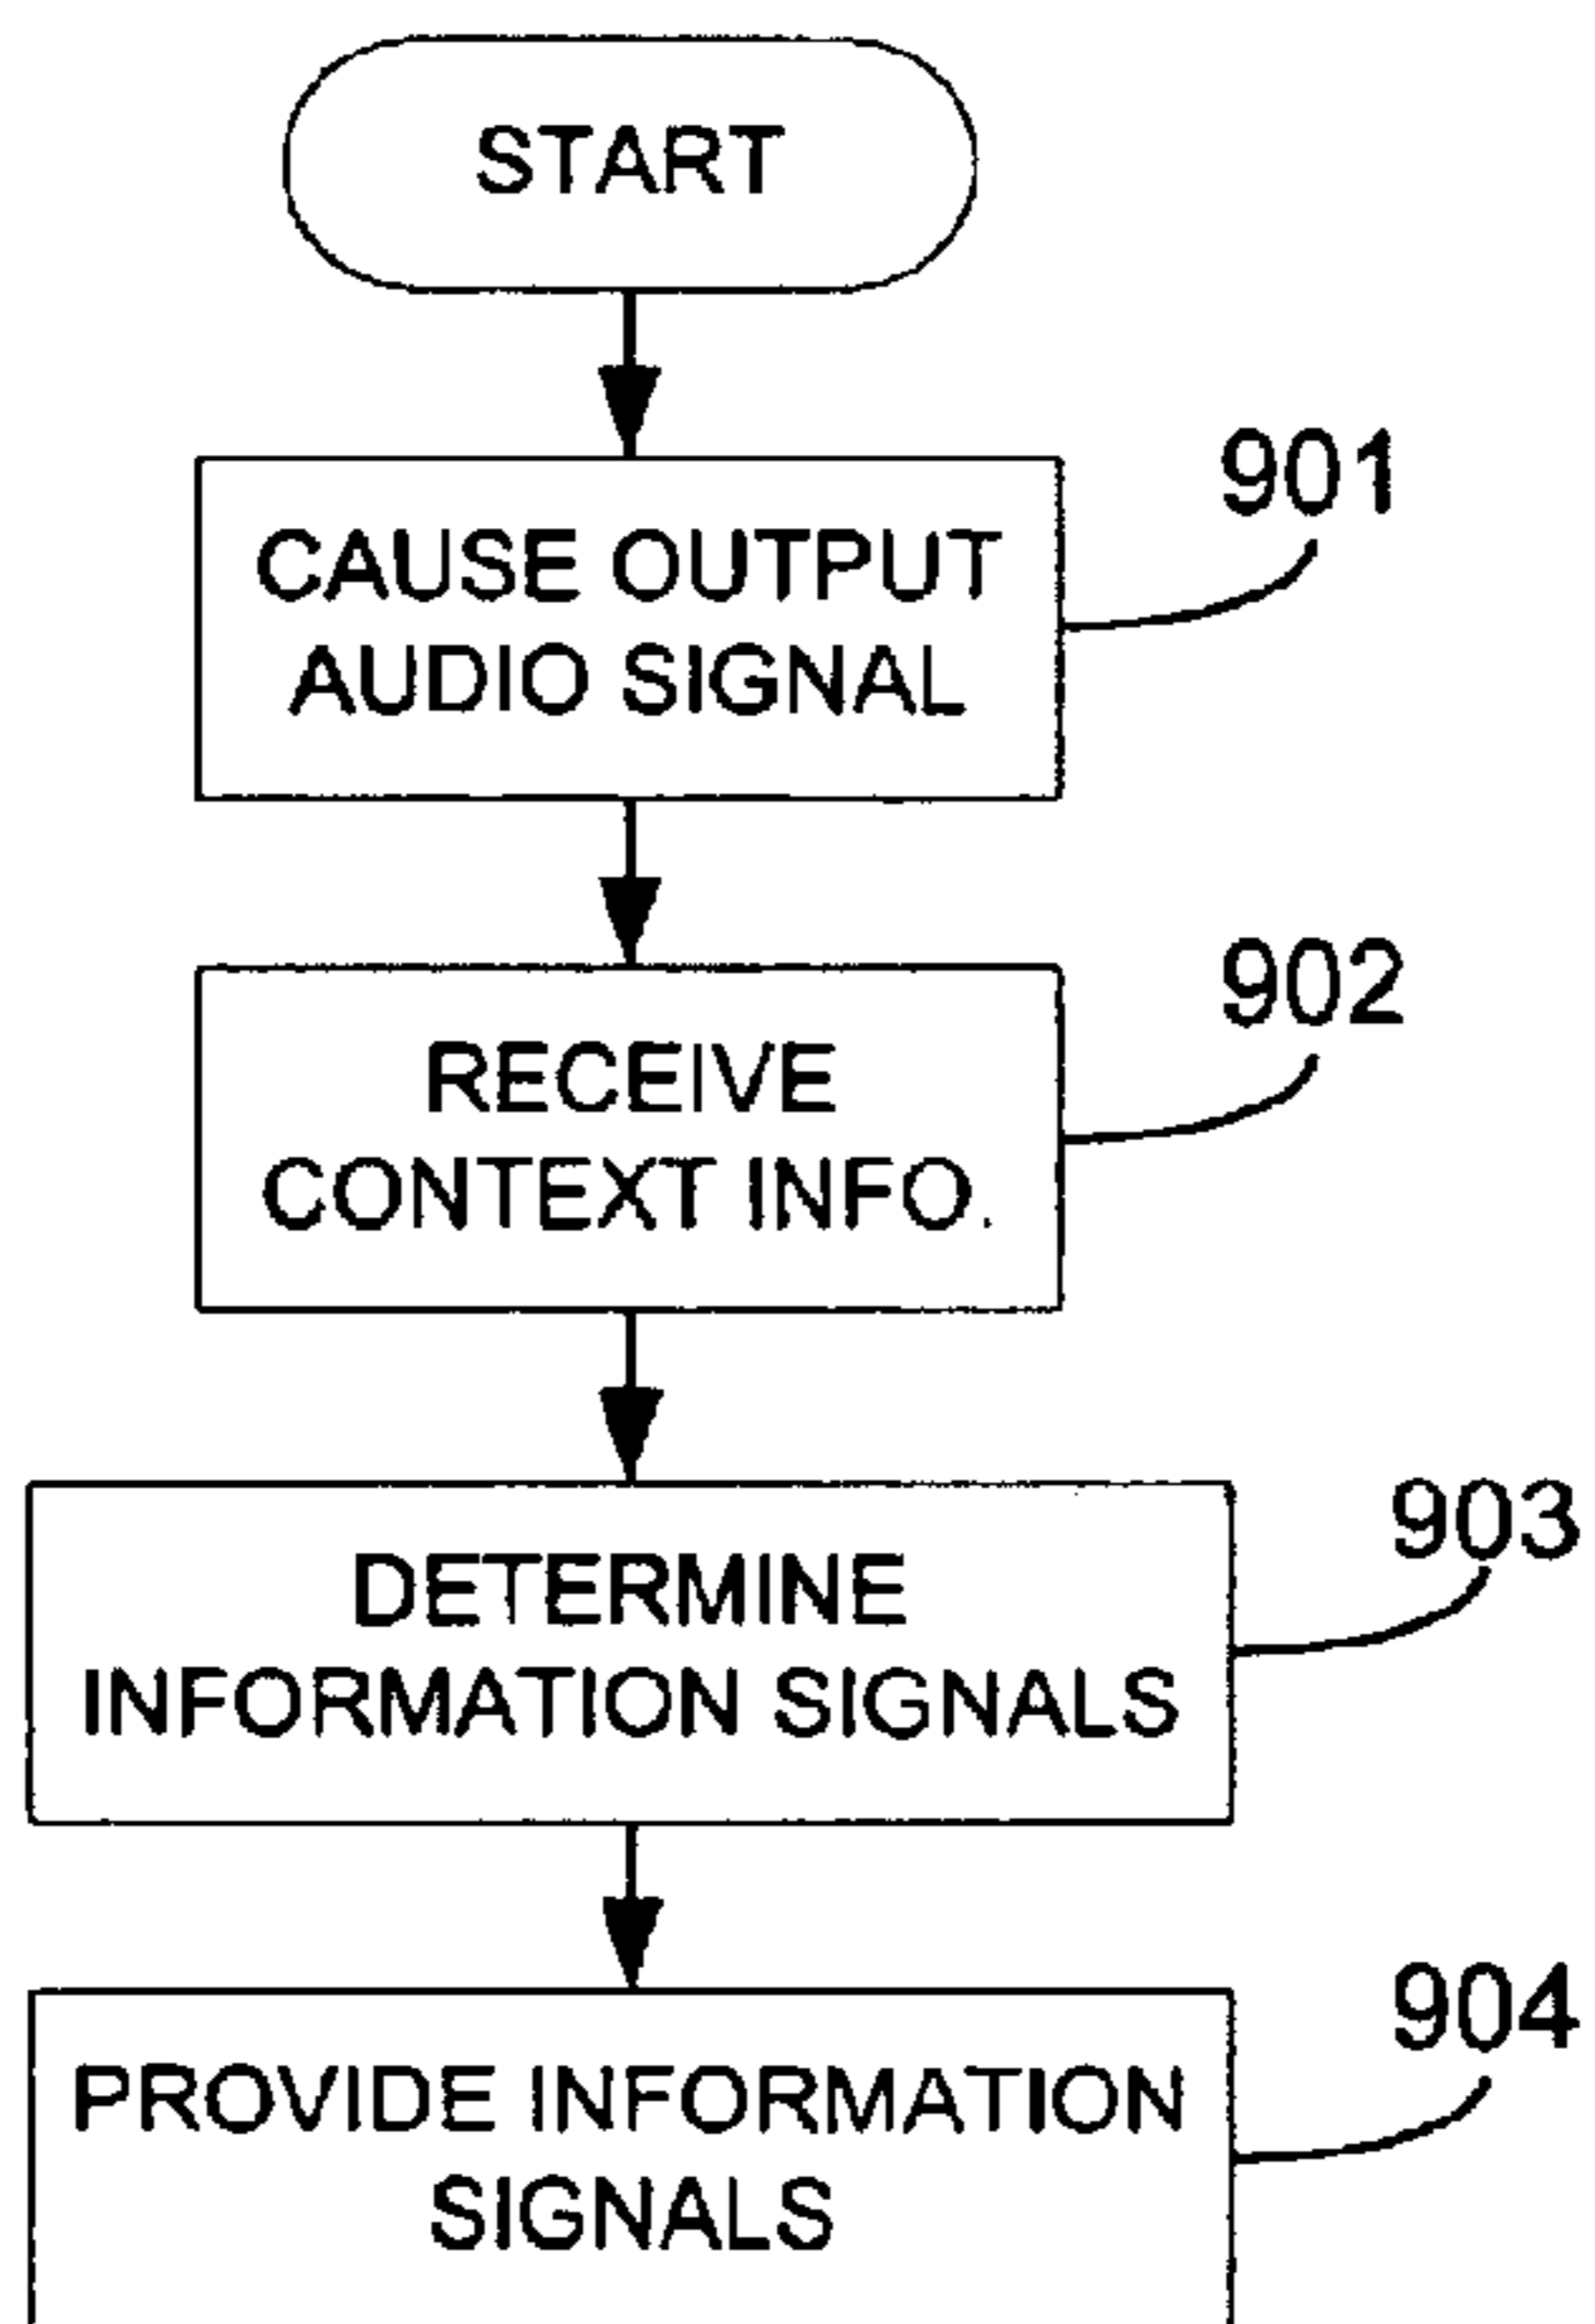 START
901
CAUSE OUTPUT
AUDIO SIGNAL
902
RECEIVE
CONTEXT INFO.
903
DETERMINE
INFORMATION SIGNALS
904
PROVIDE INFORMATION
SIGNALS